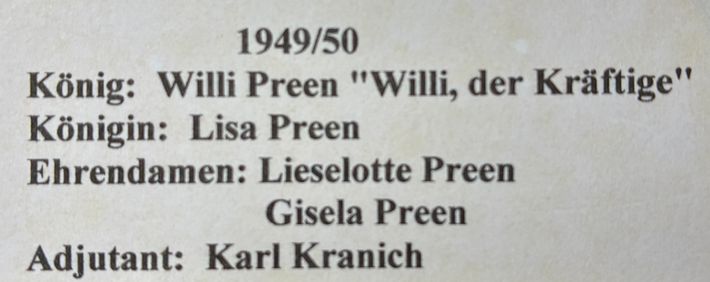 1949/50
König: Willi Preen "Willi, der Kräftige"
Königin: Lisa Preen
Ehrendamen: Lieselotte Preen
Gisela Preen
Adjutant: Karl Kranich